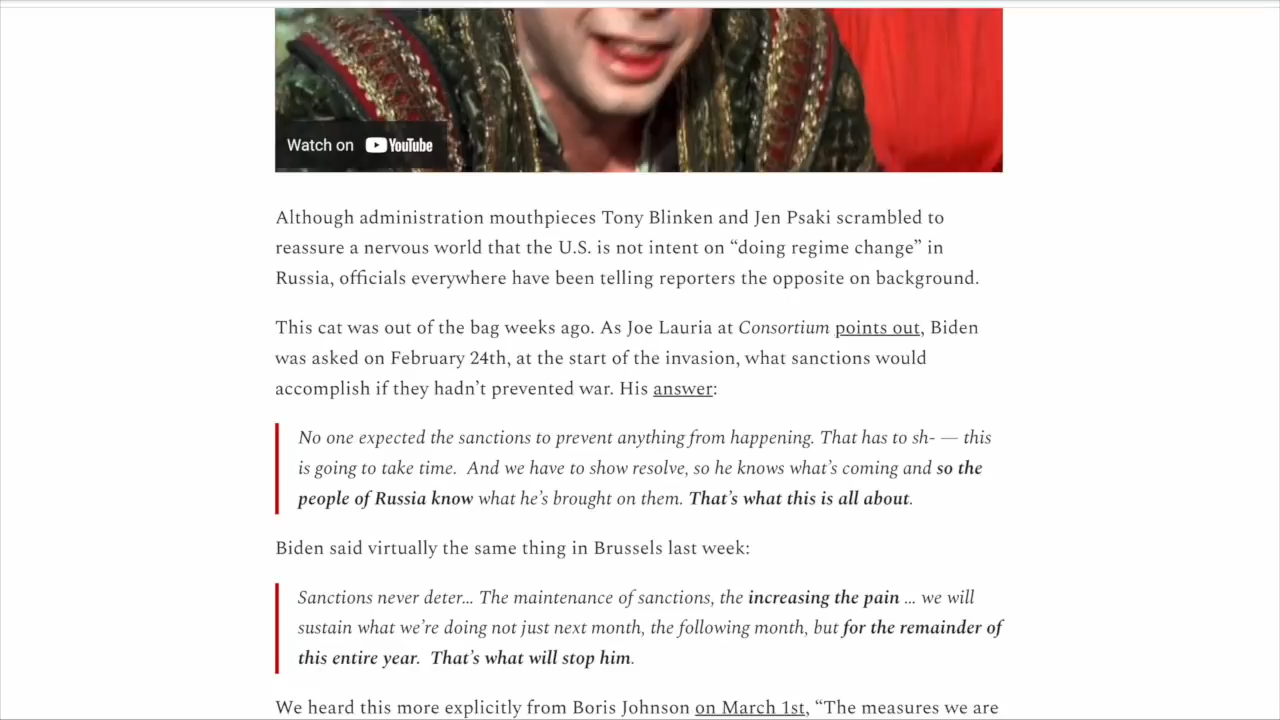 Watch on YouTube
Although administration mouthpieces Tony Blinken and Jen Psaki scrambled to
reassure a nervous world that the U.S. is not intent on “doing regime change” in
Russia, officials everywhere have been telling reporters the opposite on background.
This cat was out of the bag weeks ago. As Joe Lauria at Consortium points out, Biden
was asked on February 24th, at the start of the invasion, what sanctions would
accomplish if they hadn’t prevented war. His answer:
No one expected the sanctions to prevent anything from happening. That has to sh- — this
is going to take time.  And we have to show resolve, so he knows what’s coming and so the
people of Russia know what he’s brought on them. That’s what this is all about.
Biden said virtually the same thing in Brussels last week:
Sanctions never deter... The maintenance of sanctions, the increasing the pain ... we will
sustain what we’re doing not just next month, the following month, but for the remainder of
this entire year.  That’s what will stop him.
We heard this more explicitly from Boris Johnson on March 1st, “The measures we are